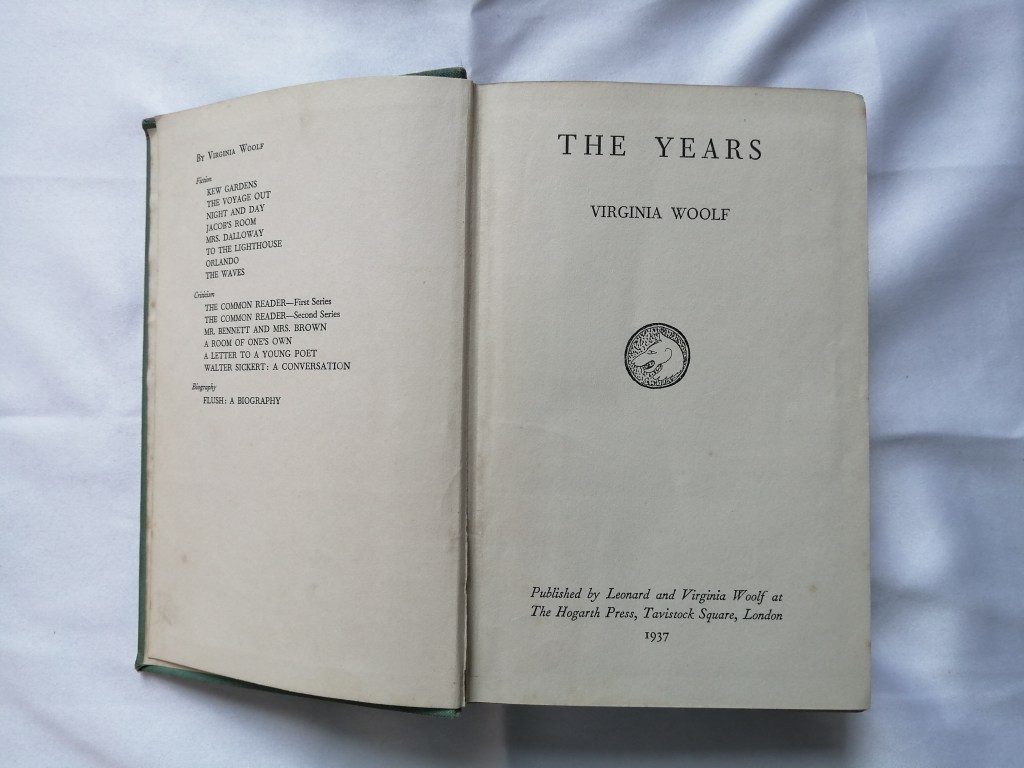 By Virginia Woolf
Fiction
KEW GARDENS
THE VOYAGE OUT
NIGHT AND DAY
JACOB'S ROOM
MRS. DALLOWAY
TO THE LIGHTHOUSE
ORLANDO
THE WAVES
Criticism
THE COMMON READER—First Series
THE COMMON READER—Second Series
MR. BENNETT AND MRS. BROWN
A ROOM OF ONE'S OWN
A LETTER TO A YOUNG POET
WALTER SICKERT: A CONVERSATION
Biography
FLUSH: A BIOGRAPHY
THE YEARS
VIRGINIA WOOLF
Published by Leonard and Virginia Woolf at
The Hogarth Press, Tavistock Square, London
1937